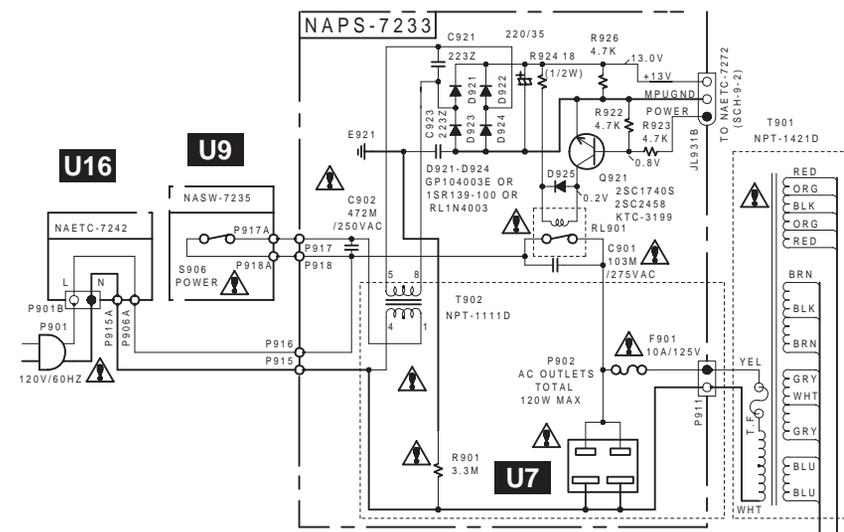 NAPS-7233
C921
223Z
220/35
R924 18
(1/2W)
R926
4.7K
13.0V
+13V
MPUGND
POWER
TO NAETC-7272
(SCH-9-2)
JL931B
D921
D922
D923
D924
C923
223Z
R922
4.7K
R923
4.7K
0.8V
E921
D921-D924
GP104003E OR
1SR139-100 OR
RL1N4003
D925
Q921
0.2V
2SC1740S
2SC2458
KTC-3199
T901
NPT-1421D
U16
U9
NAETC-7242
NASW-7235
C902
472M
/250VAC
P917A
P917
P918A
P918
S906
POWER
RL901
C901
103M
/275VAC
L
N
P901B
P915A
P906A
P901
120V/60HZ
P916
P915
5
8
4
1
T902
NPT-1111D
P902
AC OUTLETS
TOTAL
120W MAX
F901
10A/125V
P911
YEL
T.F
WHT
R901
3.3M
U7
RED
ORG
BLK
ORG
RED
BRN
BLK
BRN
GRY
WHT
GRY
BLU
BLU